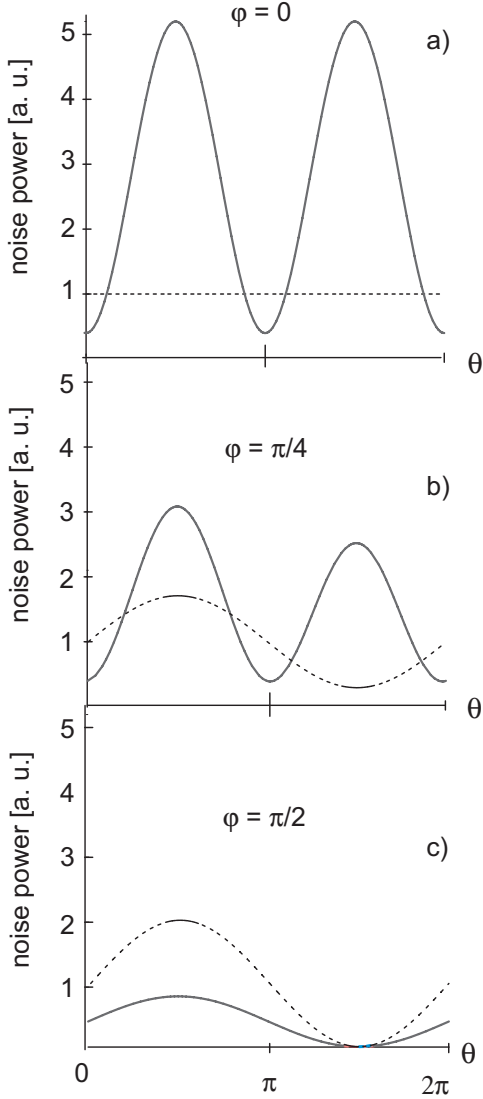 φ = 0
a)
noise power [a. u.]
5
4
3
2
1
θ
φ = π/4
b)
noise power [a. u.]
5
4
3
2
1
θ
φ = π/2
c)
noise power [a. u.]
5
4
3
2
1
θ
0
π
2π